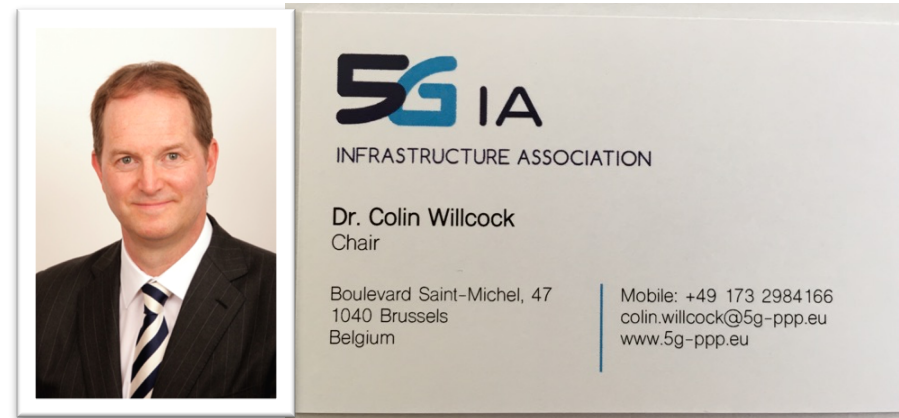 5G IA
INFRASTRUCTURE ASSOCIATION
Dr. Colin Willcock
Chair
Boulevard Saint-Michel, 47
1040 Brussels
Belgium
Mobile: +49 173 2984166
colin.willcock@5g-ppp.eu
www.5g-ppp.eu